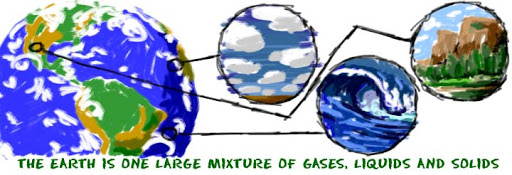 THE EARTH IS ONE LARGE MIXTURE OF GASES, LIQUIDS AND SOLIDS